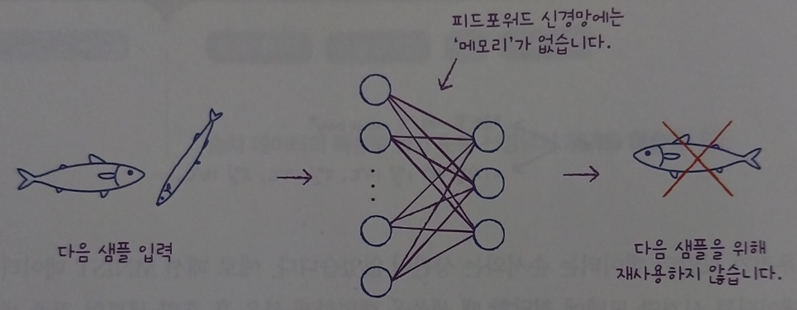 피드포워드 신경망에는
'메모리'가 없습니다.
다음 샘플 입력
다음 샘플을 위해
재사용하지 않습니다.